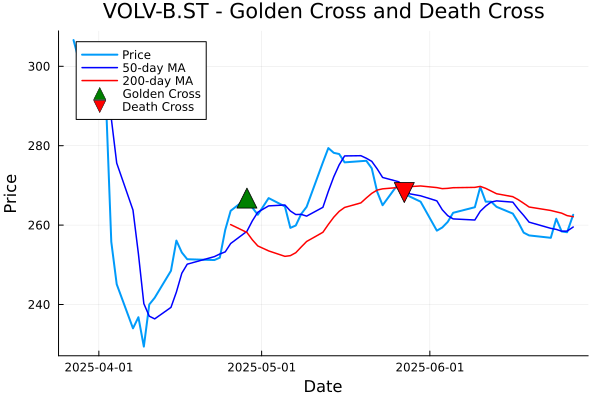 VOLV-B.ST - Golden Cross and Death Cross
Price
50-day MA
200-day MA
Golden Cross
Death Cross
300
280
260
240
Price
2025-04-01
2025-05-01
2025-06-01
Date